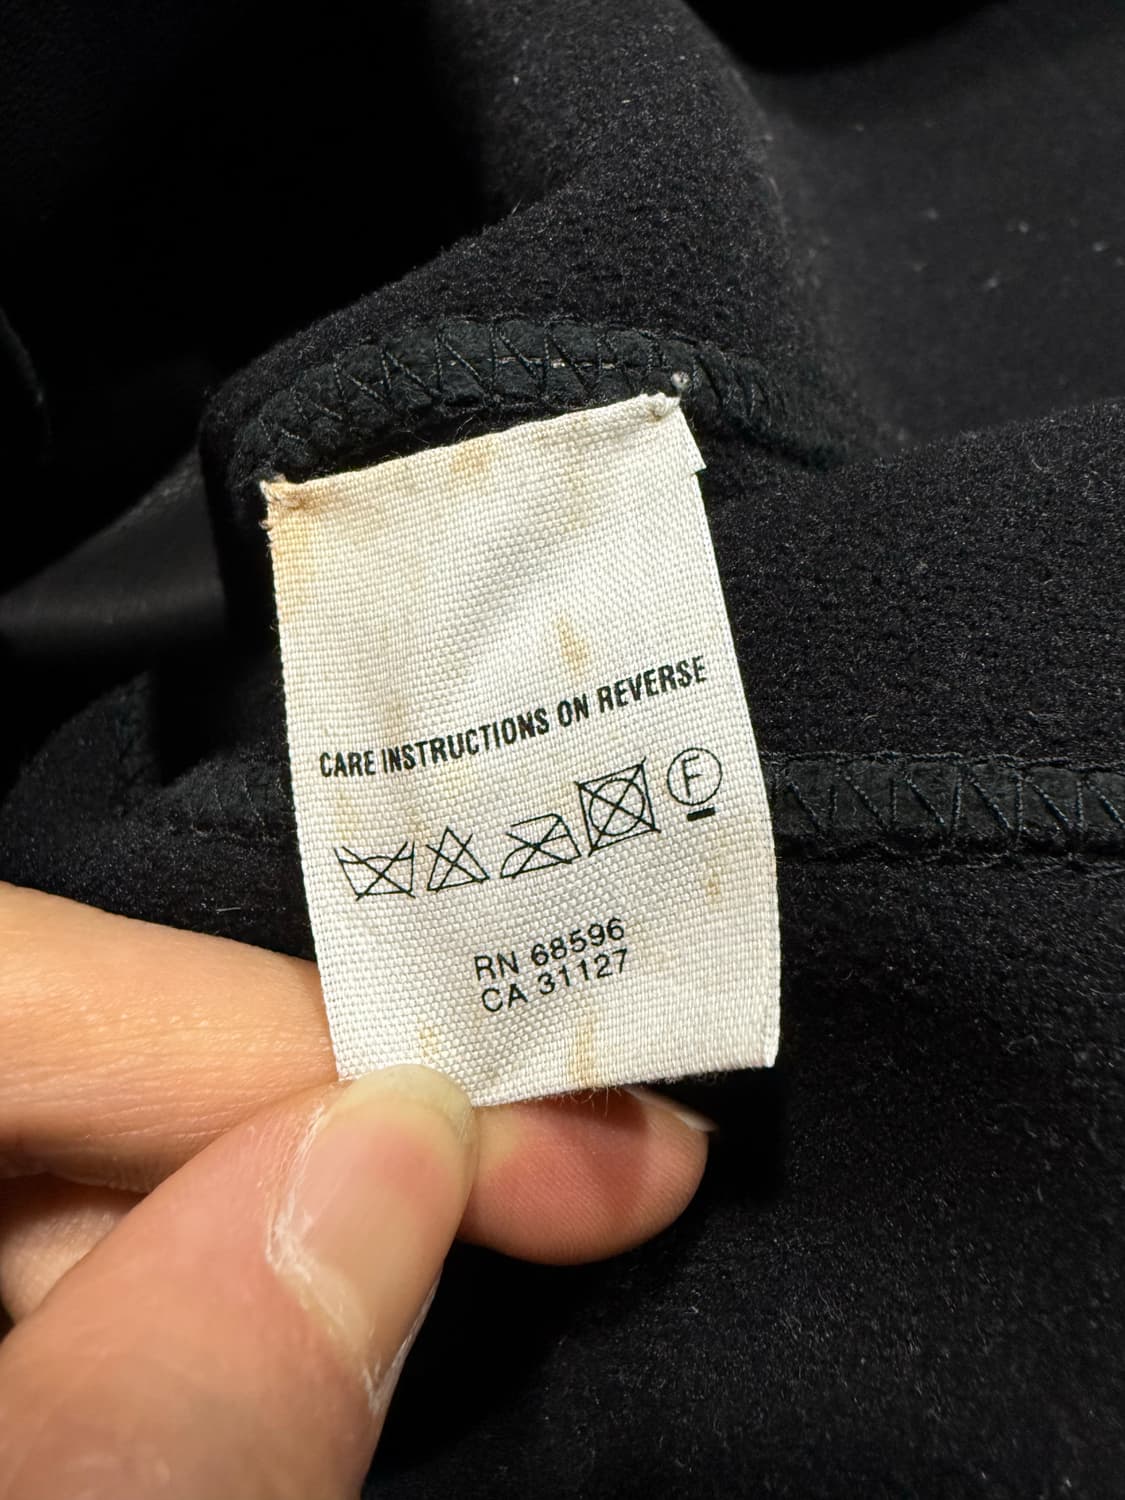 CARE INSTRUCTIONS ON REVERSE
F
RN 68596
CA 31127